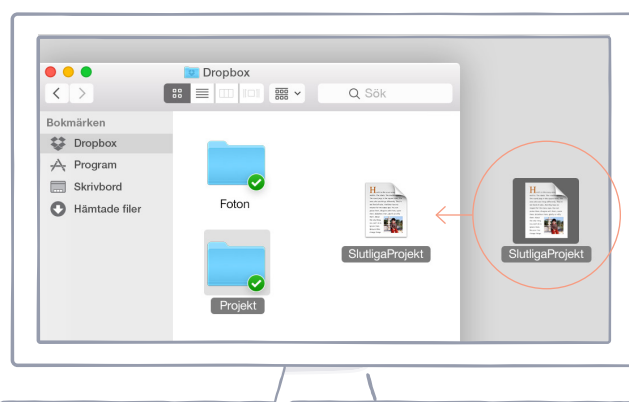 Dropbox
Sök
Bokmärken
Dropbox
Program
Skrivbord
Hämtade filer
Foton
Projekt
SlutligaProjekt
SlutligaProjekt